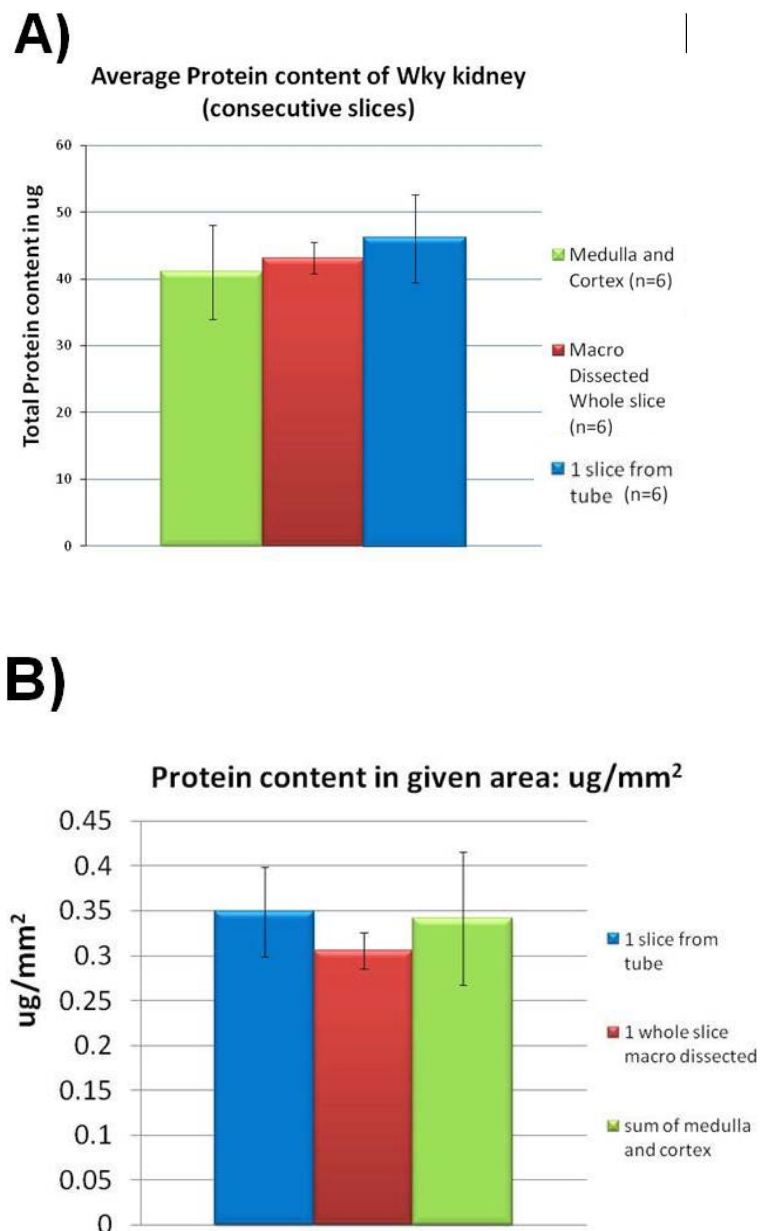 A)
Average Protein content of Wky kidney
(consecutive slices)
Total Protein content in ug
60
50
40
30
20
10
0
Medulla and
Cortex (n=6)
Macro
Dissected
Whole slice
(n=6)
1 slice from
tube (n=6)
B)
Protein content in given area: ug/mm²
ug/mm²
0.45
0.4
0.35
0.3
0.25
0.2
0.15
0.1
0.05
0
1 slice from
tube
1 whole slice
macro dissected
sum of medulla
and cortex